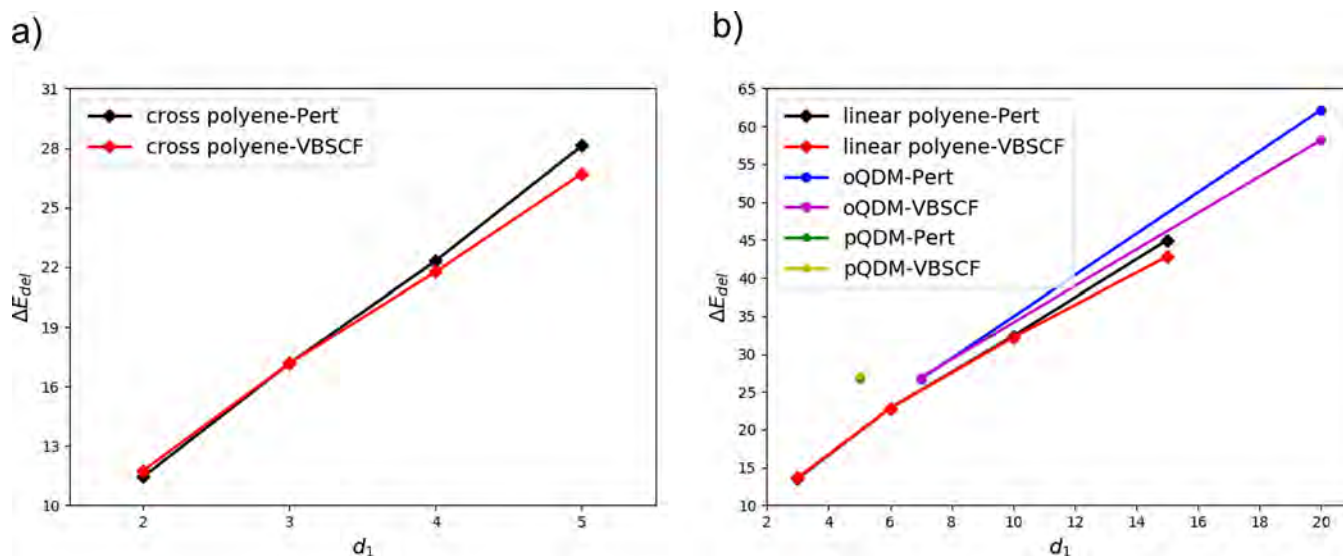 a)
31
28
25
22
19
16
13
10
ΔE_del
cross polyene-Pert
cross polyene-VBSCF
2
3
4
5
d₁
b)
65
60
55
50
45
40
35
30
25
20
15
10
ΔE_del
linear polyene-Pert
linear polyene-VBSCF
oQDM-Pert
oQDM-VBSCF
pQDM-Pert
pQDM-VBSCF
2
4
6
8
10
12
14
16
18
20
d₁